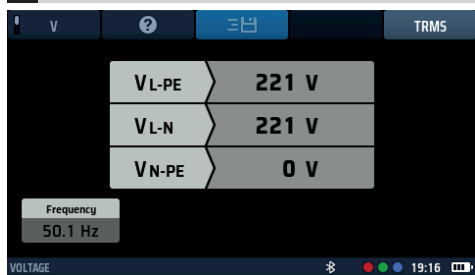 V ? TRMS
VL-PE 221 V
VL-N 221 V
VN-PE 0 V
Frequency
50.1 Hz
VOLTAGE 19:16